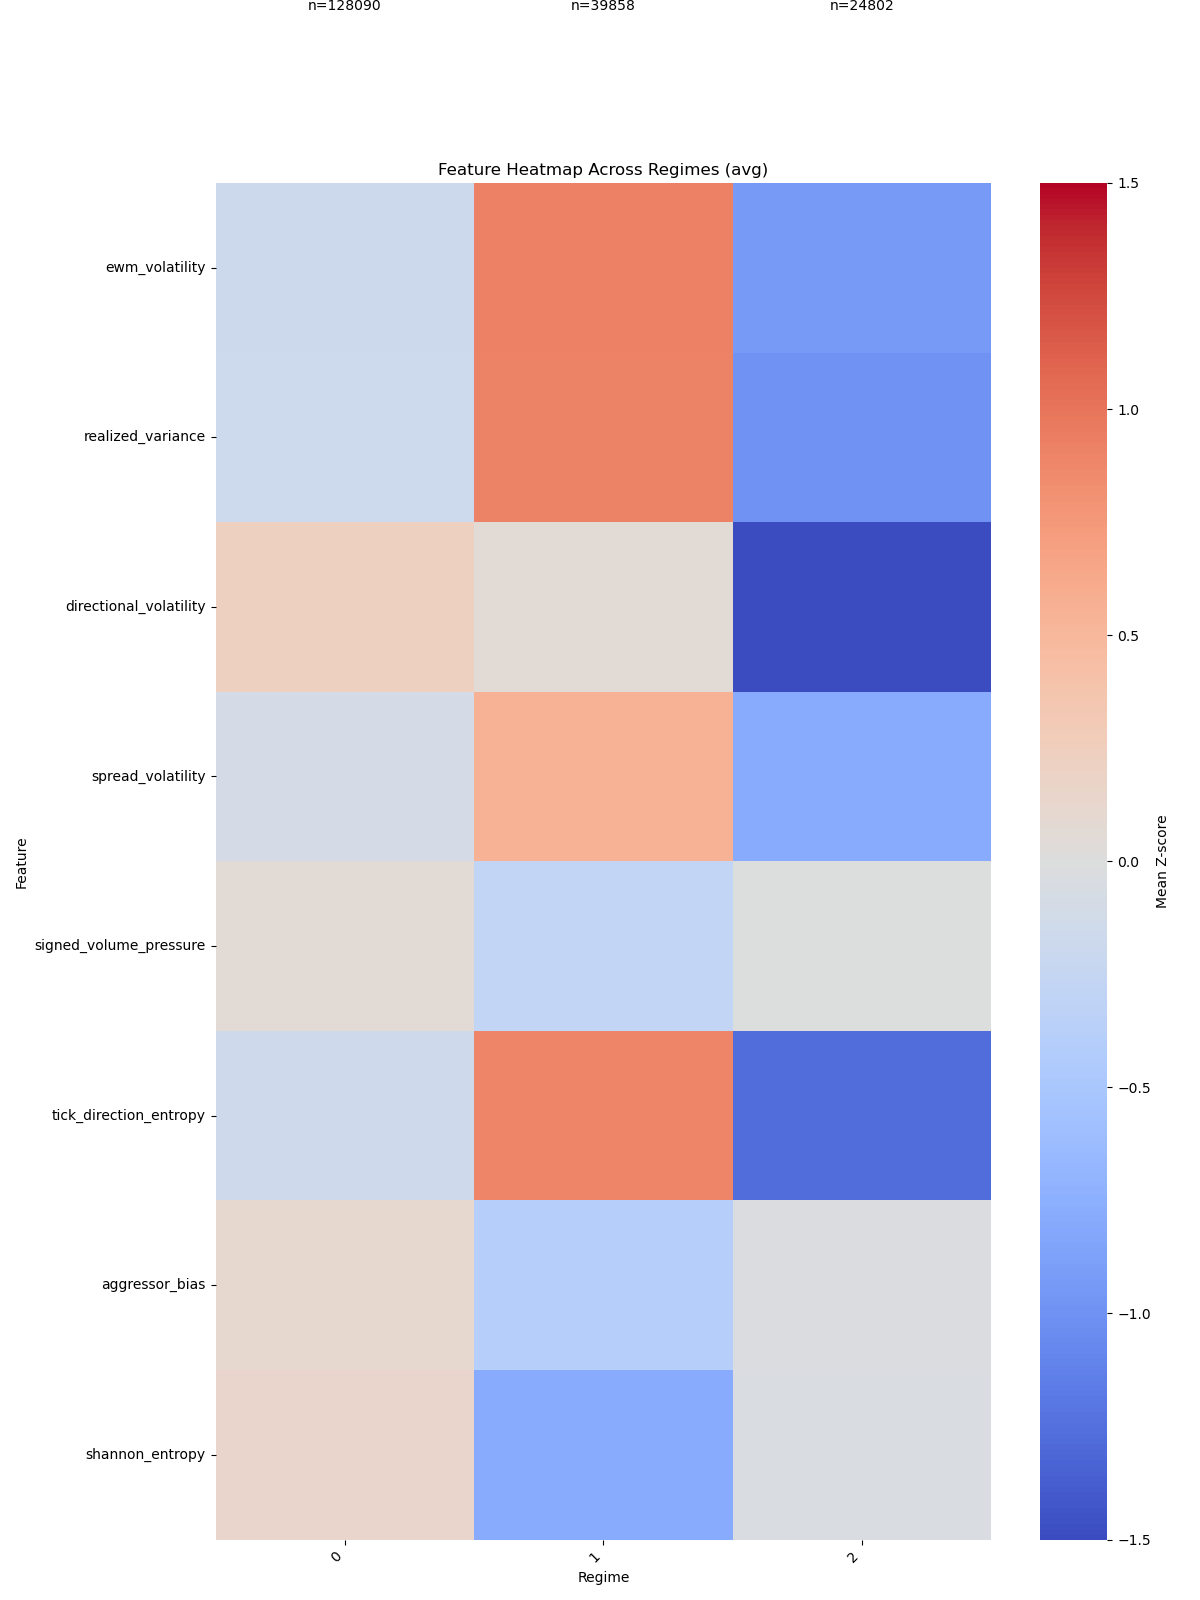 n=128090 n=39858 n=24802
Feature Heatmap Across Regimes (avg)
ewm_volatility
realized_variance
directional_volatility
spread_volatility
signed_volume_pressure
tick_direction_entropy
aggressor_bias
shannon_entropy
Feature
0 1 2
Regime
1.5
1.0
0.5
0.0
−0.5
−1.0
−1.5
Mean Z-score